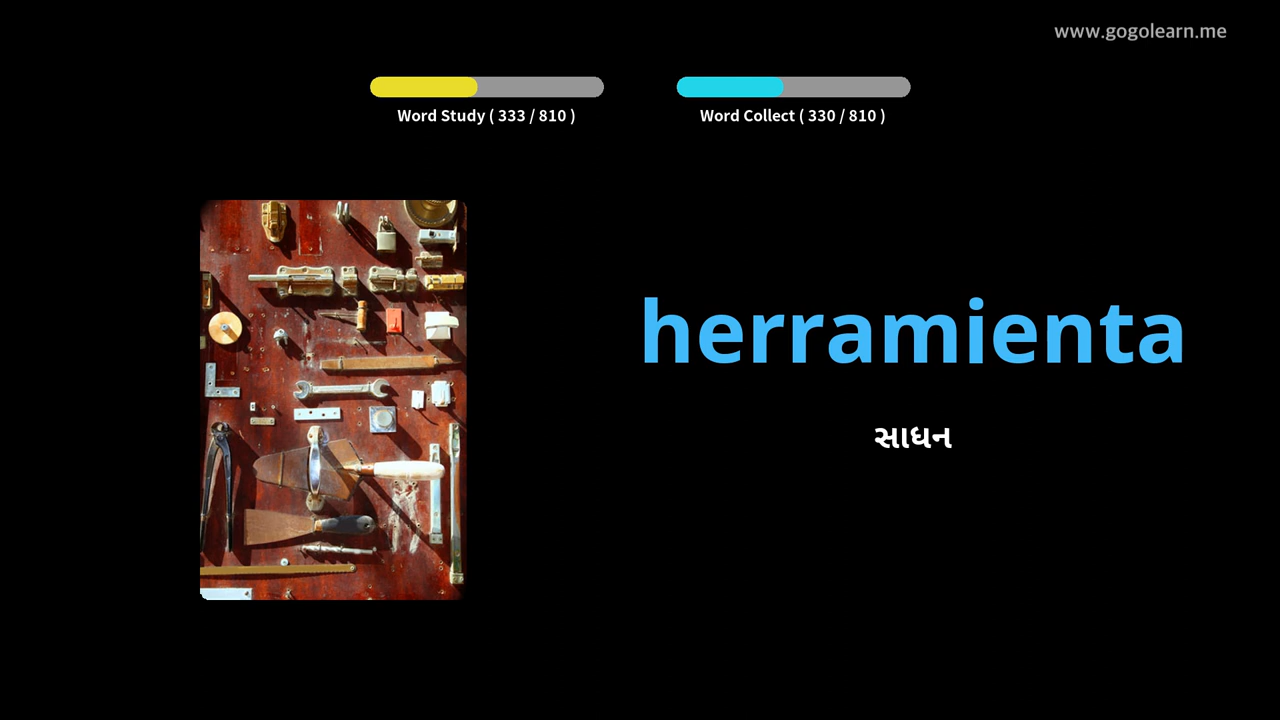 www.gogolearn.me
Word Study ( 333 / 810 )
Word Collect ( 330 / 810 )
herramienta
સાધન